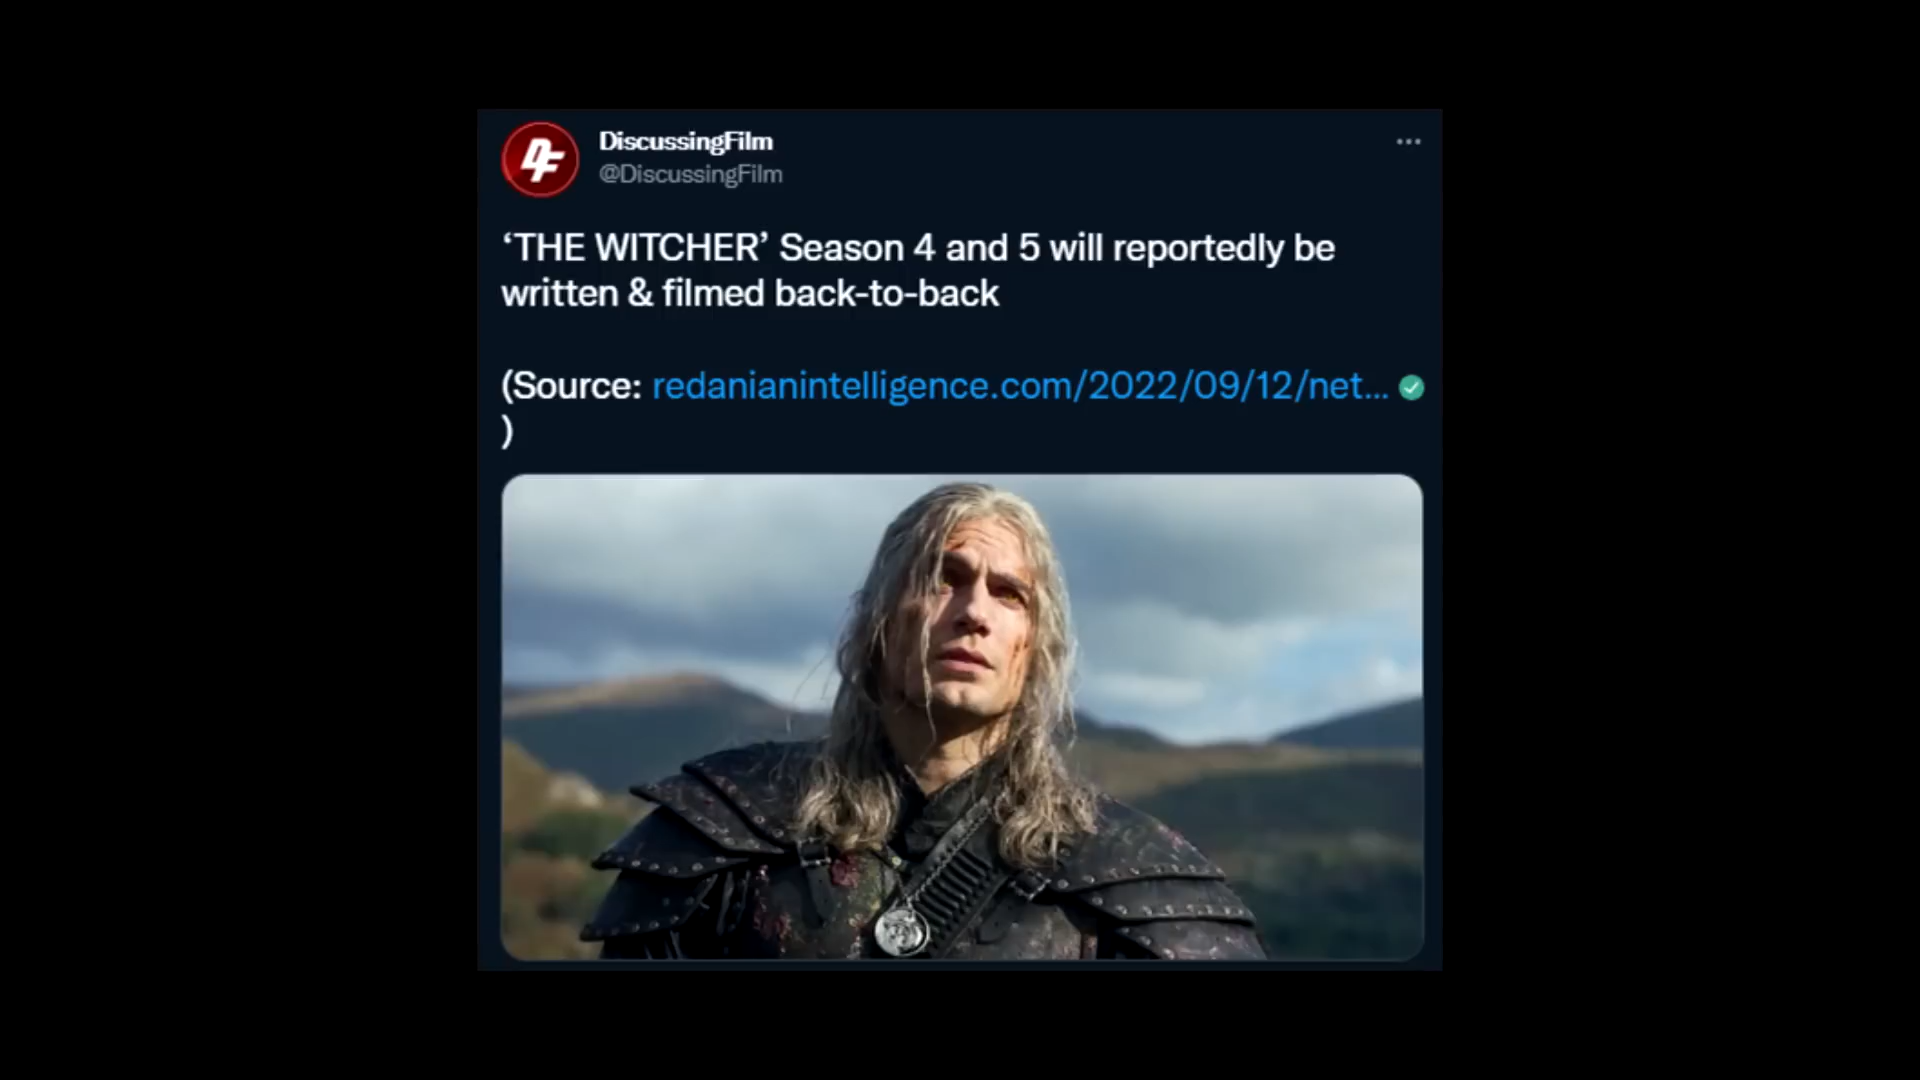 DF
DiscussingFilm
@DiscussingFilm
‘THE WITCHER’ Season 4 and 5 will reportedly be
written & filmed back-to-back
(Source: redanianintelligence.com/2022/09/12/net...
)